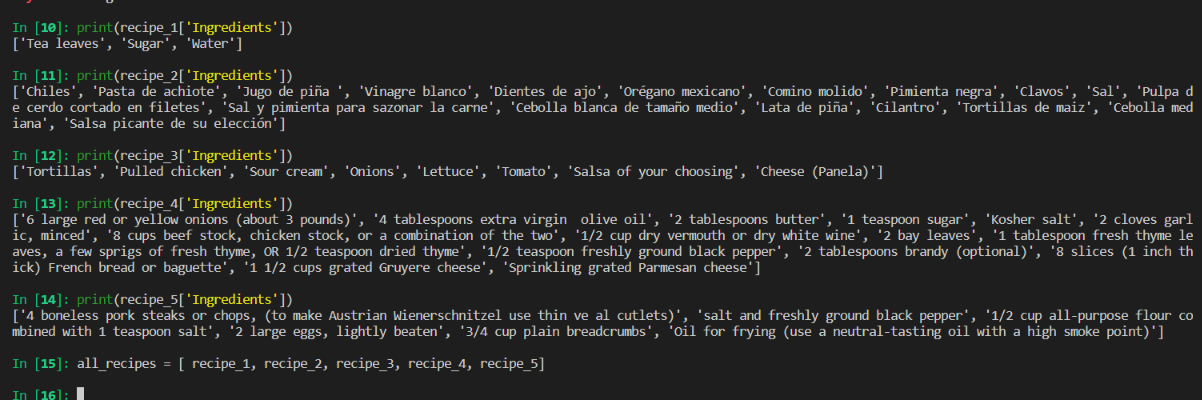 In [10]: print(recipe_1['Ingredients'])
['Tea leaves', 'Sugar', 'Water']
In [11]: print(recipe_2['Ingredients'])
['Chiles', 'Pasta de achiote', 'Jugo de piña ', 'Vinagre blanco', 'Dientes de ajo', 'Orégano mexicano', 'Comino molido', 'Pimienta negra', 'Clavos', 'Sal', 'Pulpa d
e cerdo cortado en filetes', 'Sal y pimienta para sazonar la carne', 'Cebolla blanca de tamaño medio', 'Lata de piña', 'Cilantro', 'Tortillas de maiz', 'Cebolla med
iana', 'Salsa picante de su elección']
In [12]: print(recipe_3['Ingredients'])
['Tortillas', 'Pulled chicken', 'Sour cream', 'Onions', 'Lettuce', 'Tomato', 'Salsa of your choosing', 'Cheese (Panela)']
In [13]: print(recipe_4['Ingredients'])
['6 large red or yellow onions (about 3 pounds)', '4 tablespoons extra virgin  olive oil', '2 tablespoons butter', '1 teaspoon sugar', 'Kosher salt', '2 cloves garl
ic, minced', '8 cups beef stock, chicken stock, or a combination of the two', '1/2 cup dry vermouth or dry white wine', '2 bay leaves', '1 tablespoon fresh thyme le
aves, a few sprigs of fresh thyme, OR 1/2 teaspoon dried thyme', '1/2 teaspoon freshly ground black pepper', '2 tablespoons brandy (optional)', '8 slices (1 inch th
ick) French bread or baguette', '1 1/2 cups grated Gruyere cheese', 'Sprinkling grated Parmesan cheese']
In [14]: print(recipe_5['Ingredients'])
['4 boneless pork steaks or chops, (to make Austrian Wienerschnitzel use thin ve al cutlets)', 'salt and freshly ground black pepper', '1/2 cup all-purpose flour co
mbined with 1 teaspoon salt', '2 large eggs, lightly beaten', '3/4 cup plain breadcrumbs', 'Oil for frying (use a neutral-tasting oil with a high smoke point)']
In [15]: all_recipes = [ recipe_1, recipe_2, recipe_3, recipe_4, recipe_5]
In [16]: